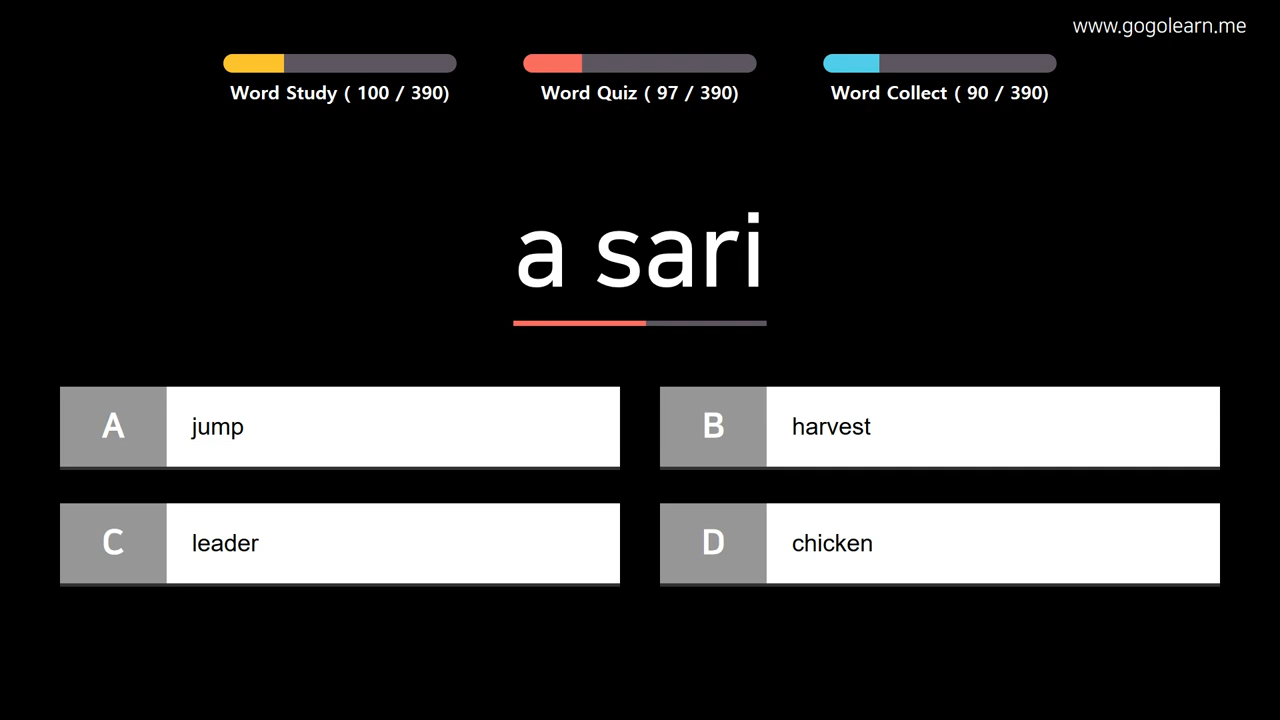 www.gogolearn.me
Word Study ( 100 / 390)
Word Quiz ( 97 / 390)
Word Collect ( 90 / 390)
a sari
A jump
B harvest
C leader
D chicken